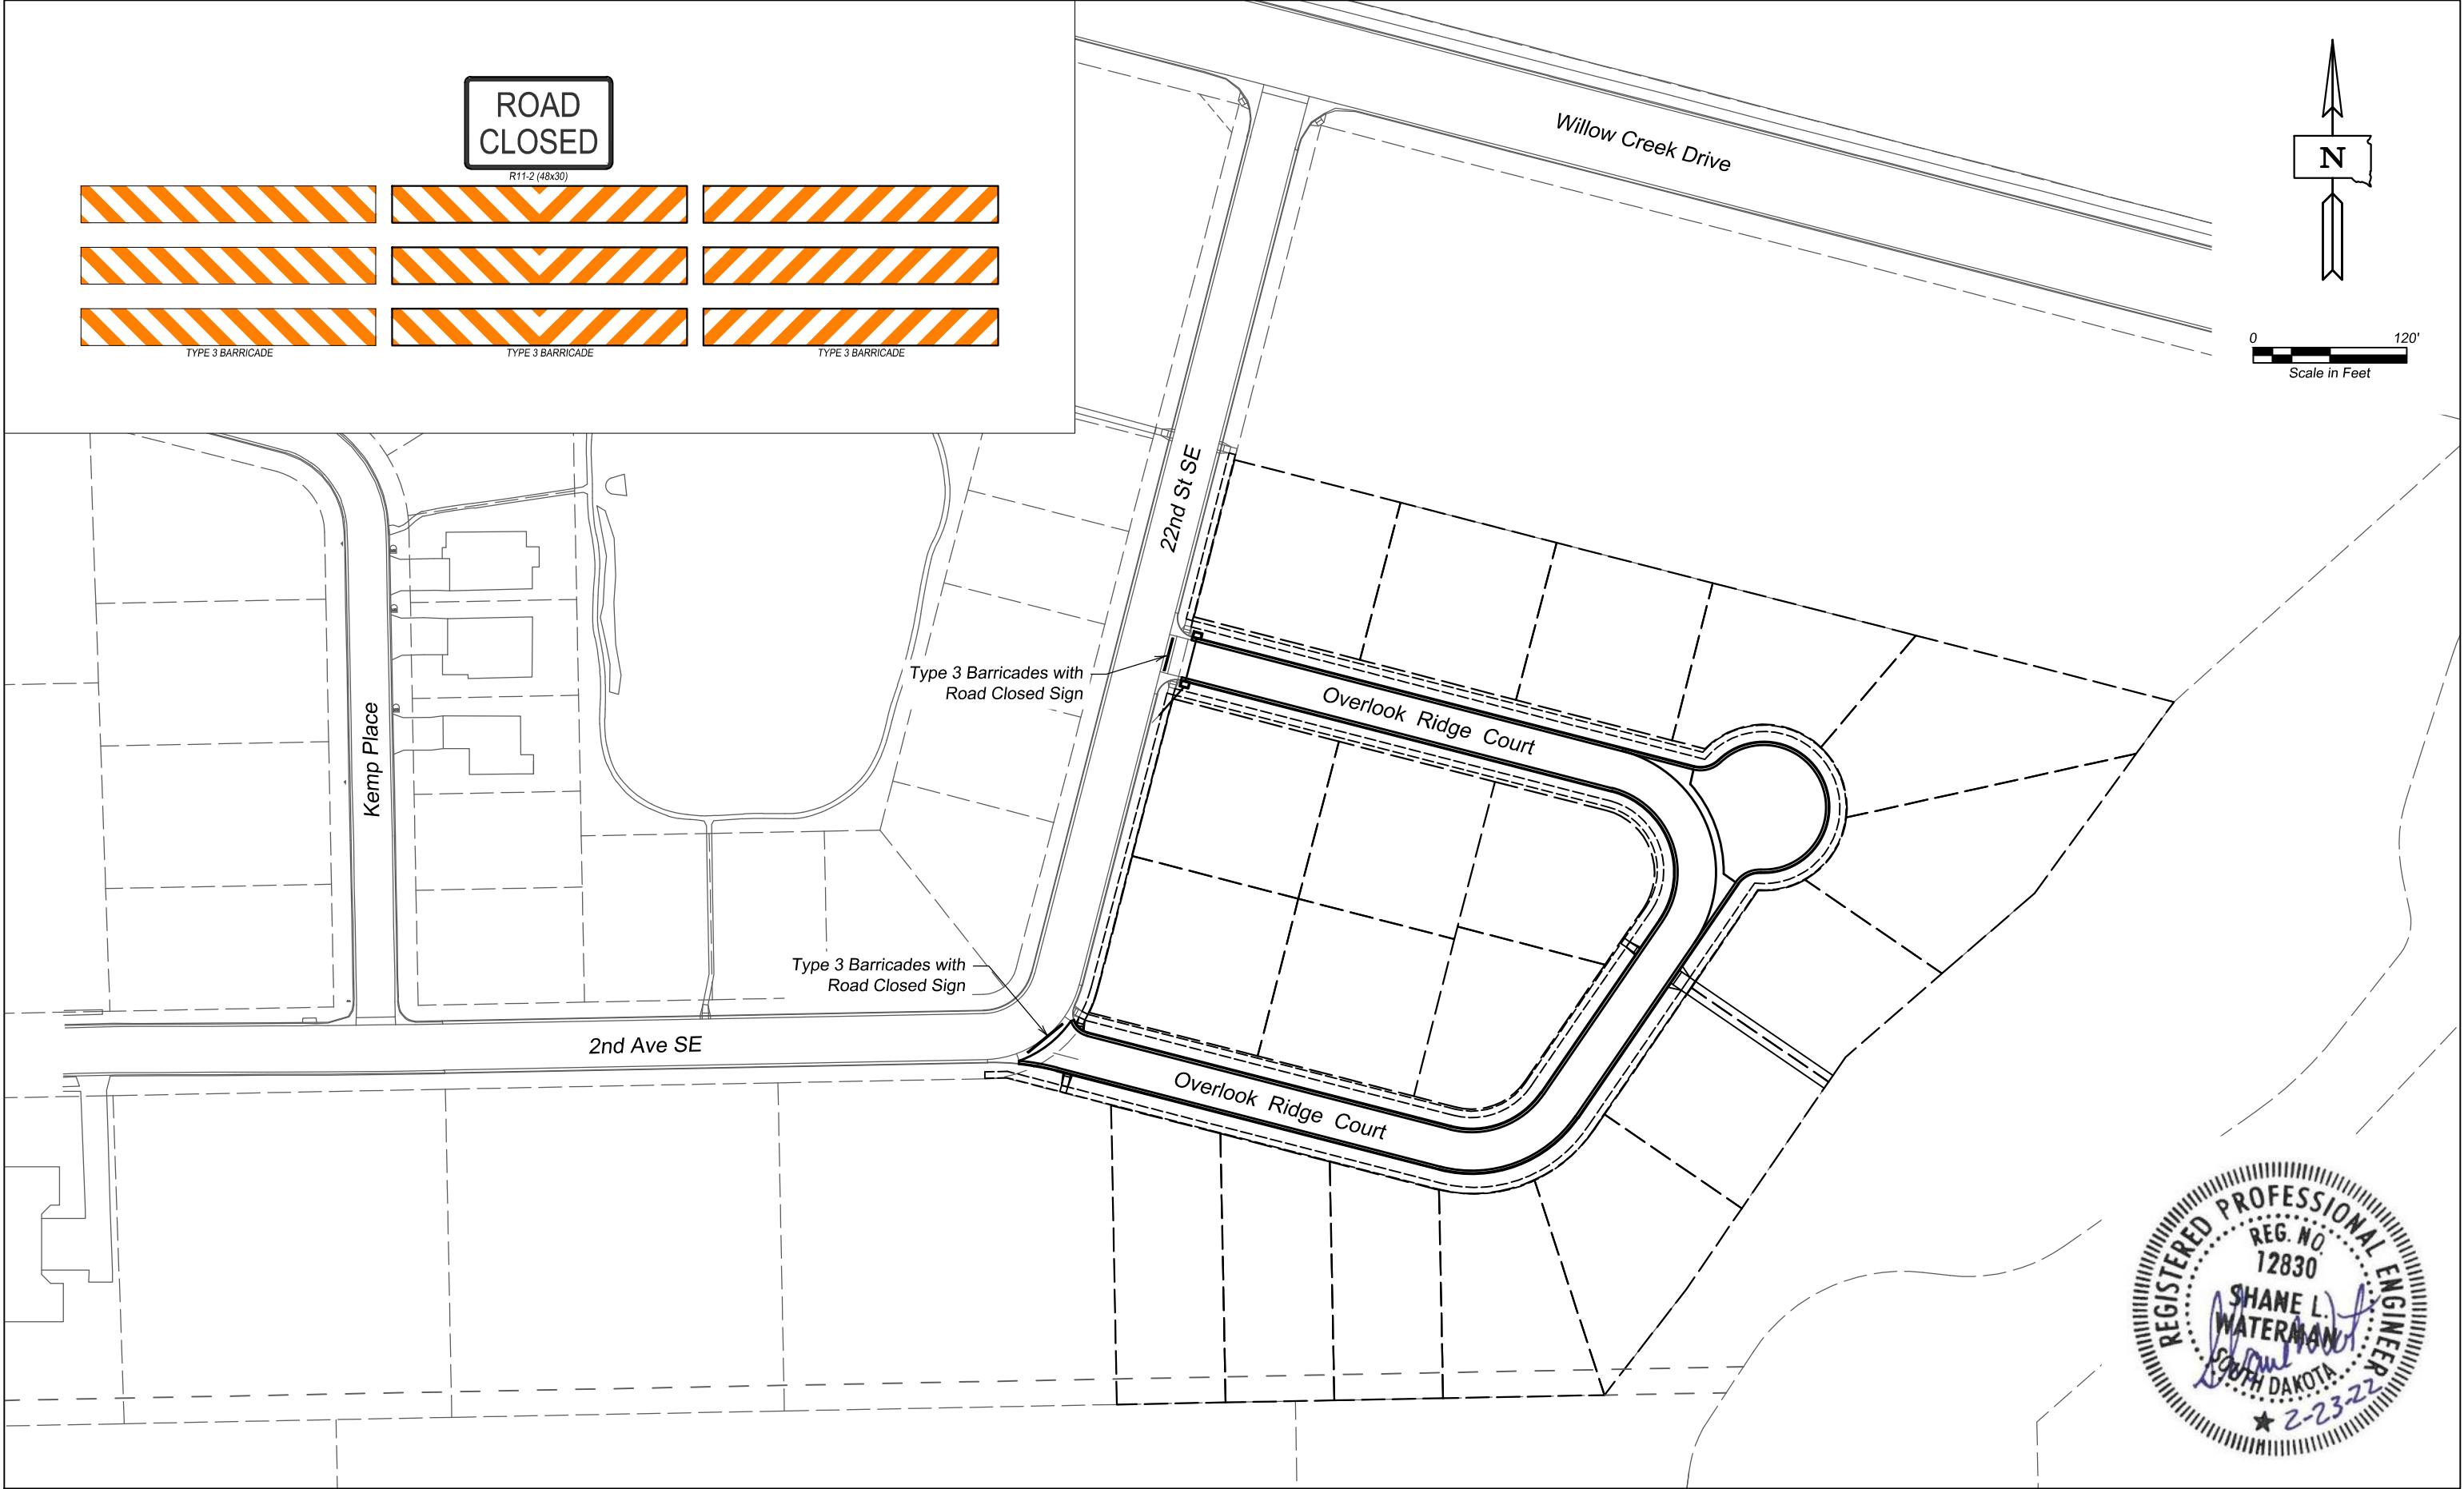 ROAD
CLOSED
R11-2 (48x30)
TYPE 3 BARRICADE
TYPE 3 BARRICADE
TYPE 3 BARRICADE
Willow Creek Drive
N
0 120'
Scale in Feet
22nd St SE
Type 3 Barricades with
Road Closed Sign
Overlook Ridge Court
Kemp Place
Type 3 Barricades with
Road Closed Sign
2nd Ave SE
Overlook Ridge Court
REGISTERED PROFESSIONAL ENGINEER
REG. NO.
12830
SHANE L.
WATERMAN
SOUTH DAKOTA
2-23-22